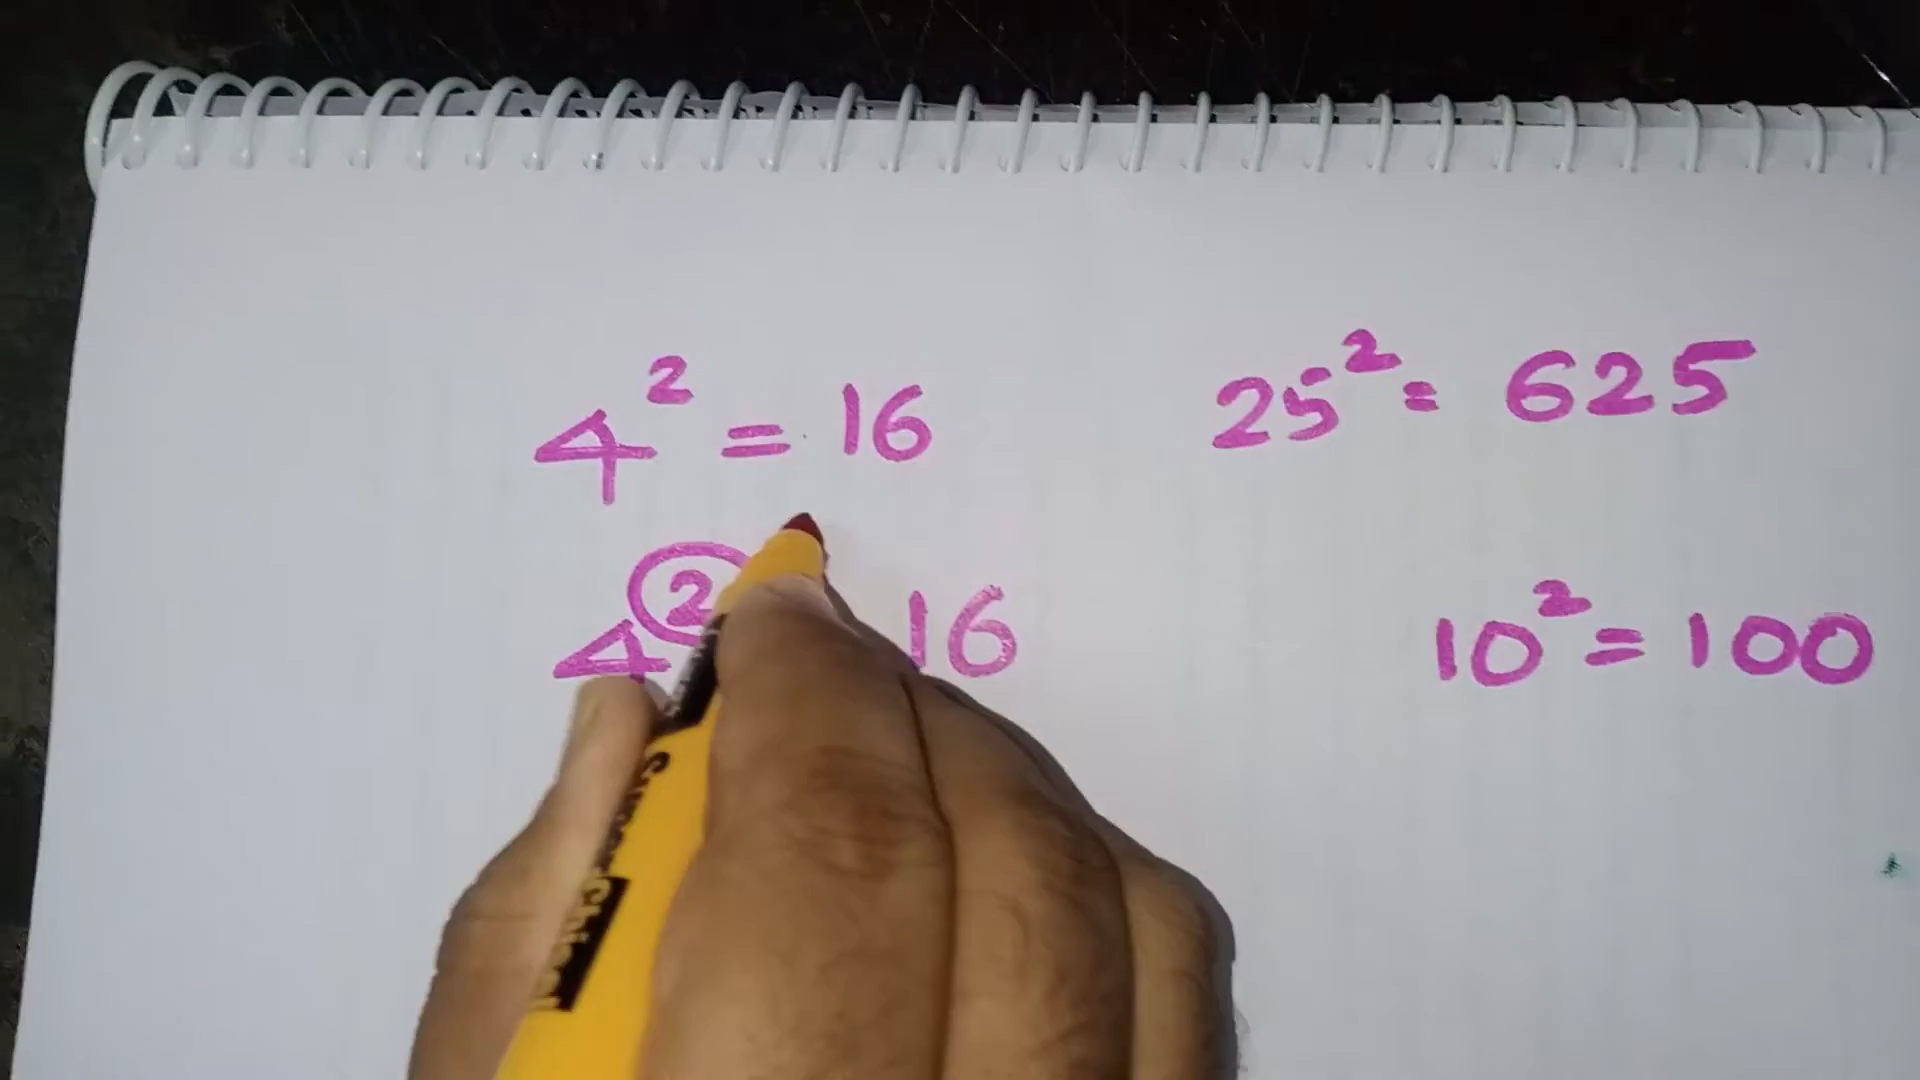 4² = 16
25² = 625
4② 16
10² = 100